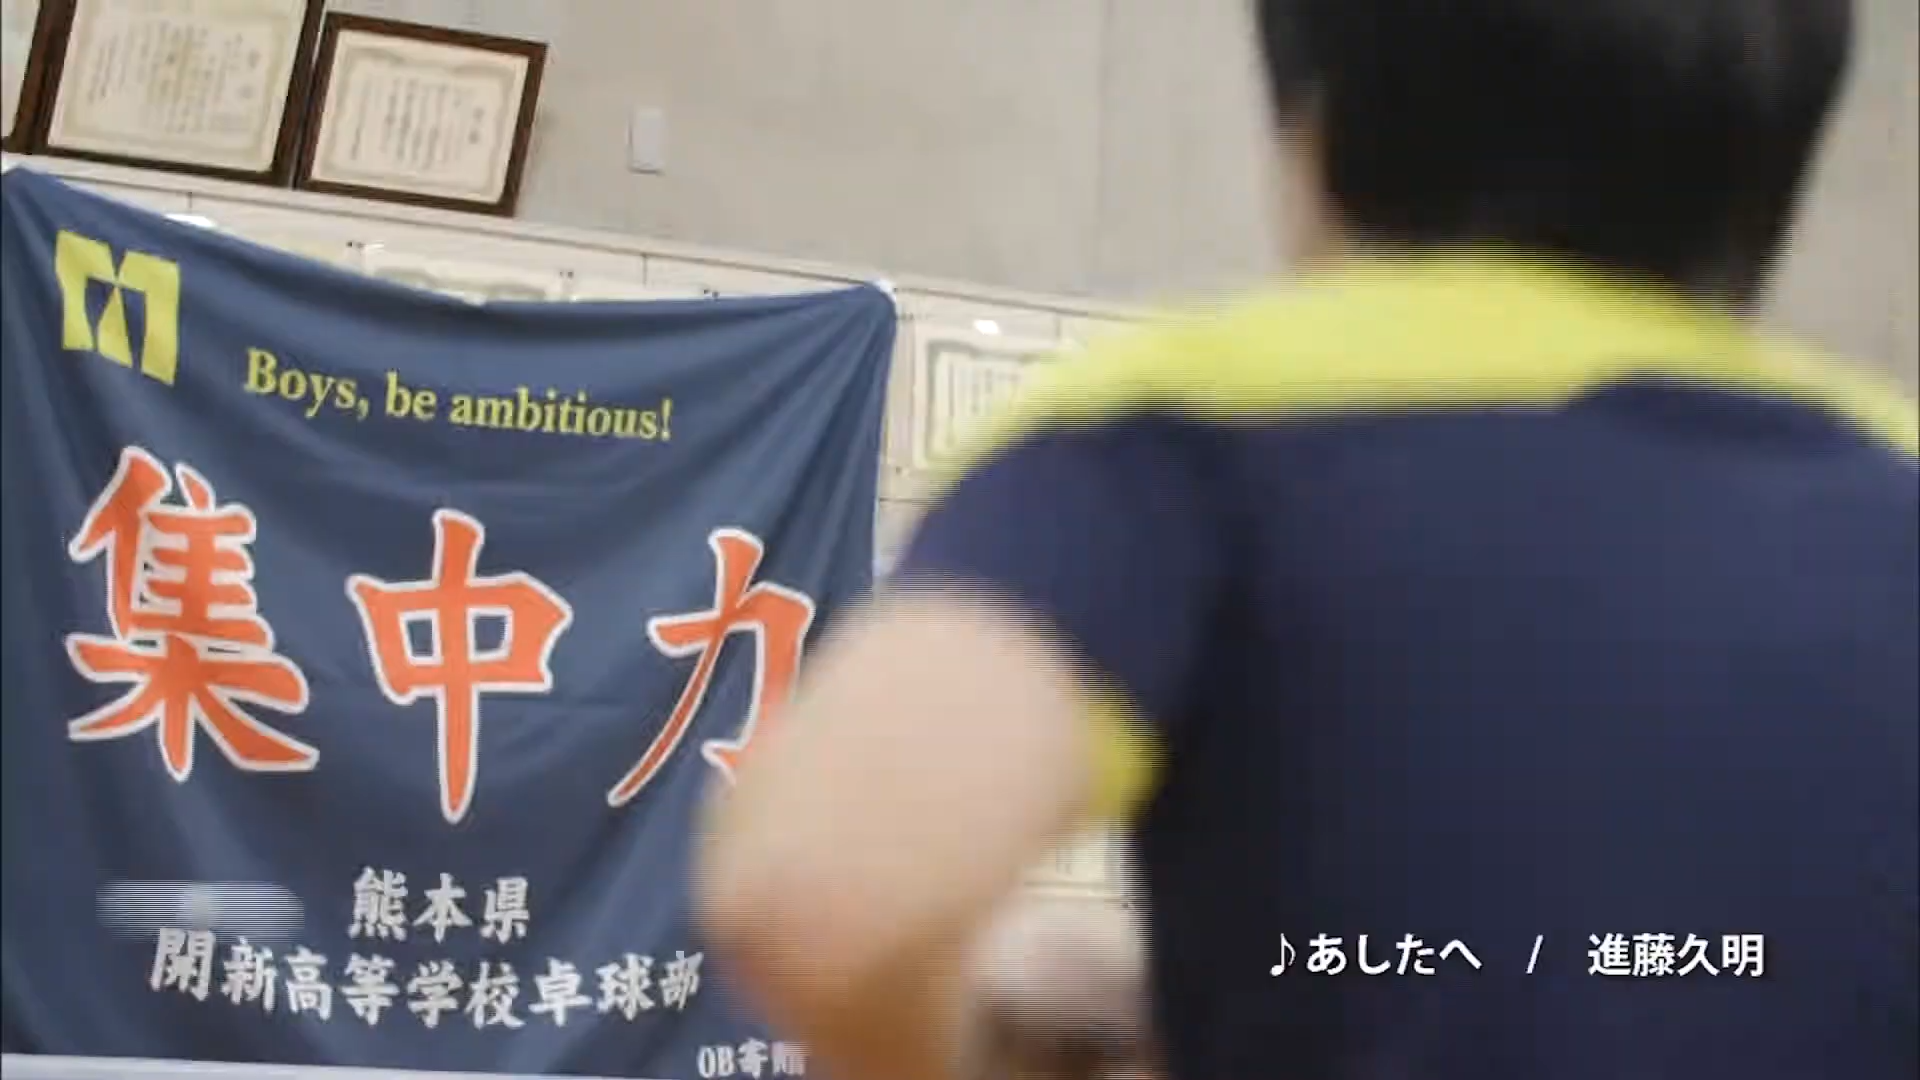 Boys, be ambitious!
集中力
熊本県
開新高等学校卓球部
OB寄贈
♪あしたへ / 進藤久明